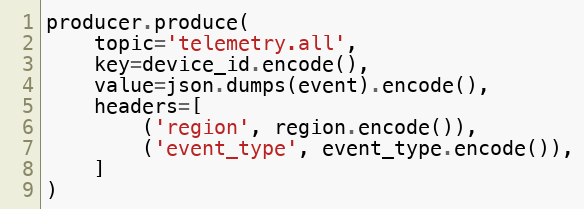 1 producer.produce(
2     topic='telemetry.all',
3     key=device_id.encode(),
4     value=json.dumps(event).encode(),
5     headers=[
6         ('region', region.encode()),
7         ('event_type', event_type.encode()),
8     ]
9 )